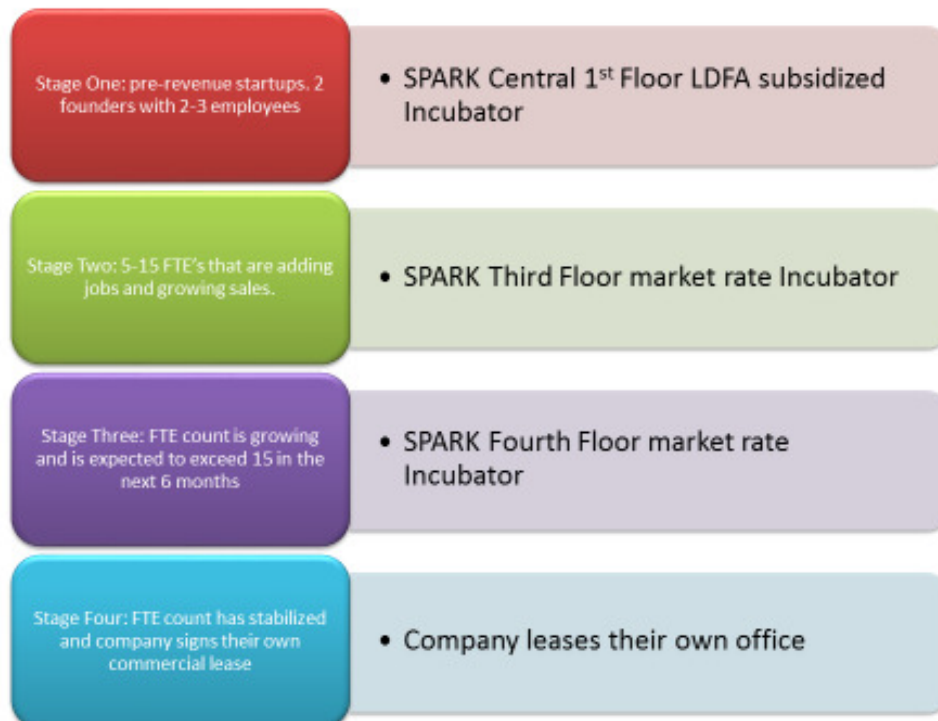 Stage One: pre-revenue startups. 2
founders with 2-3 employees
• SPARK Central 1st Floor LDFA subsidized
Incubator
Stage Two: 5-15 FTE's that are adding
jobs and growing sales.
• SPARK Third Floor market rate Incubator
Stage Three: FTE count is growing
and is expected to exceed 15 in the
next 6 months
• SPARK Fourth Floor market rate
Incubator
Stage Four: FTE count has stabilized
and company signs their own
commercial lease
• Company leases their own office